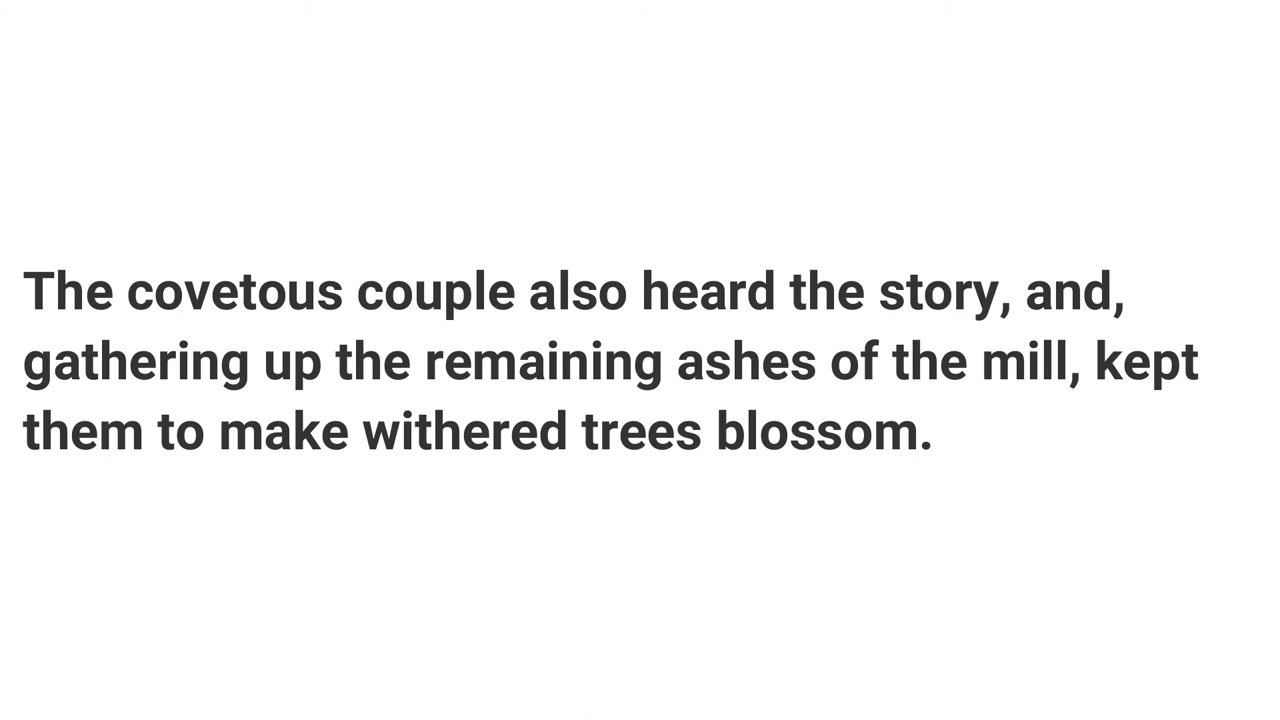 The covetous couple also heard the story, and,
gathering up the remaining ashes of the mill, kept
them to make withered trees blossom.